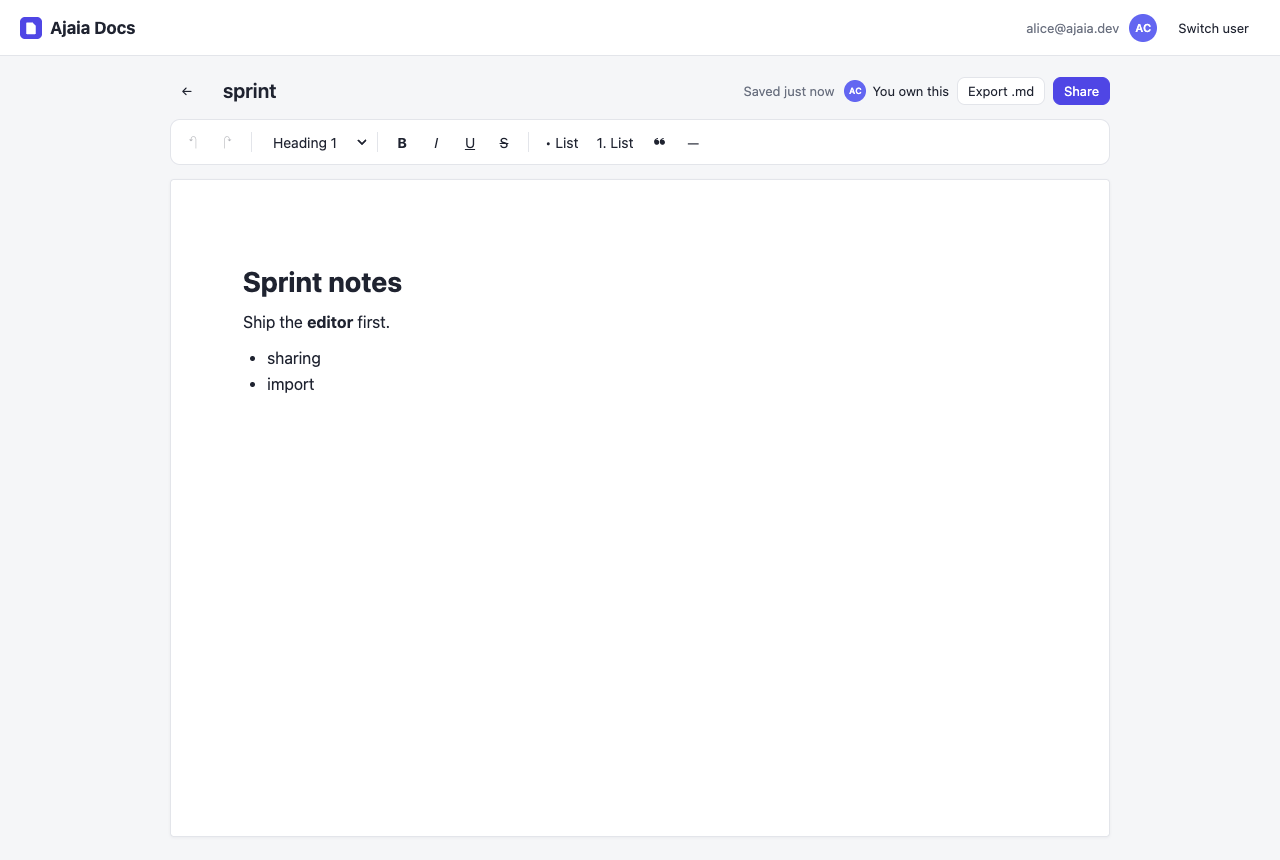 Ajaia Docs
alice@ajaia.dev AC Switch user
← sprint Saved just now AC You own this Export .md Share
Heading 1 B I U S • List 1. List ❝ —
Sprint notes
Ship the editor first.
• sharing
• import